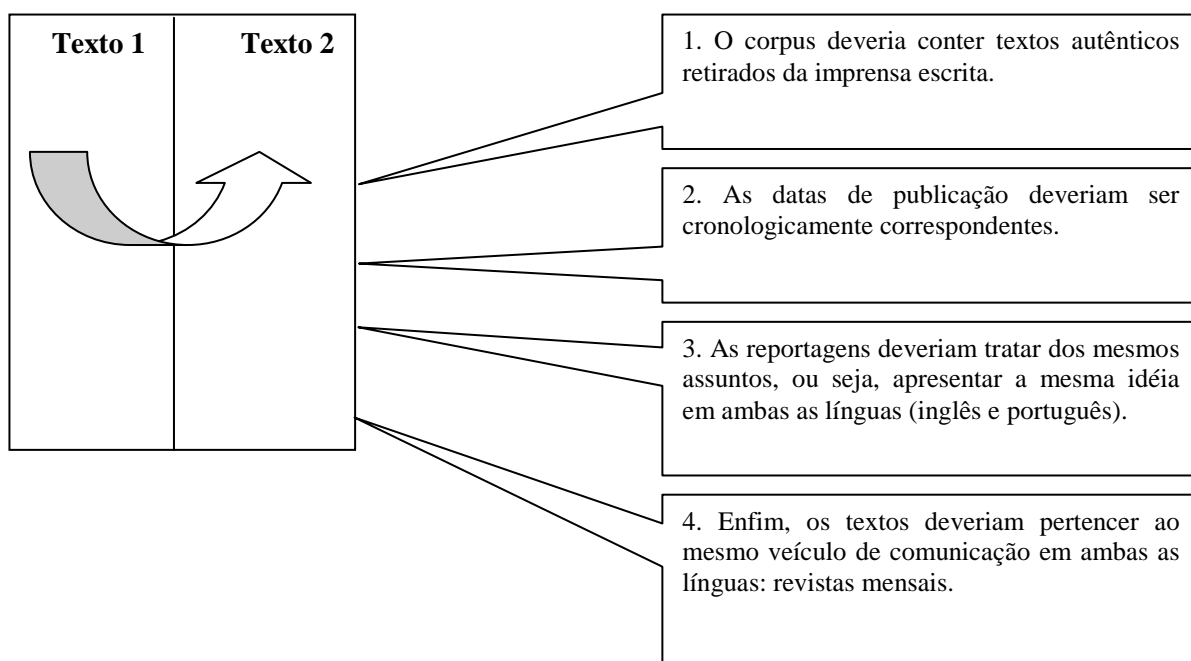 Texto 1
Texto 2
1. O corpus deveria conter textos autênticos
retirados da imprensa escrita.
2. As datas de publicação deveriam ser
cronologicamente correspondentes.
3. As reportagens deveriam tratar dos mesmos
assuntos, ou seja, apresentar a mesma idéia
em ambas as línguas (inglês e português).
4. Enfim, os textos deveriam pertencer ao
mesmo veículo de comunicação em ambas as
línguas: revistas mensais.